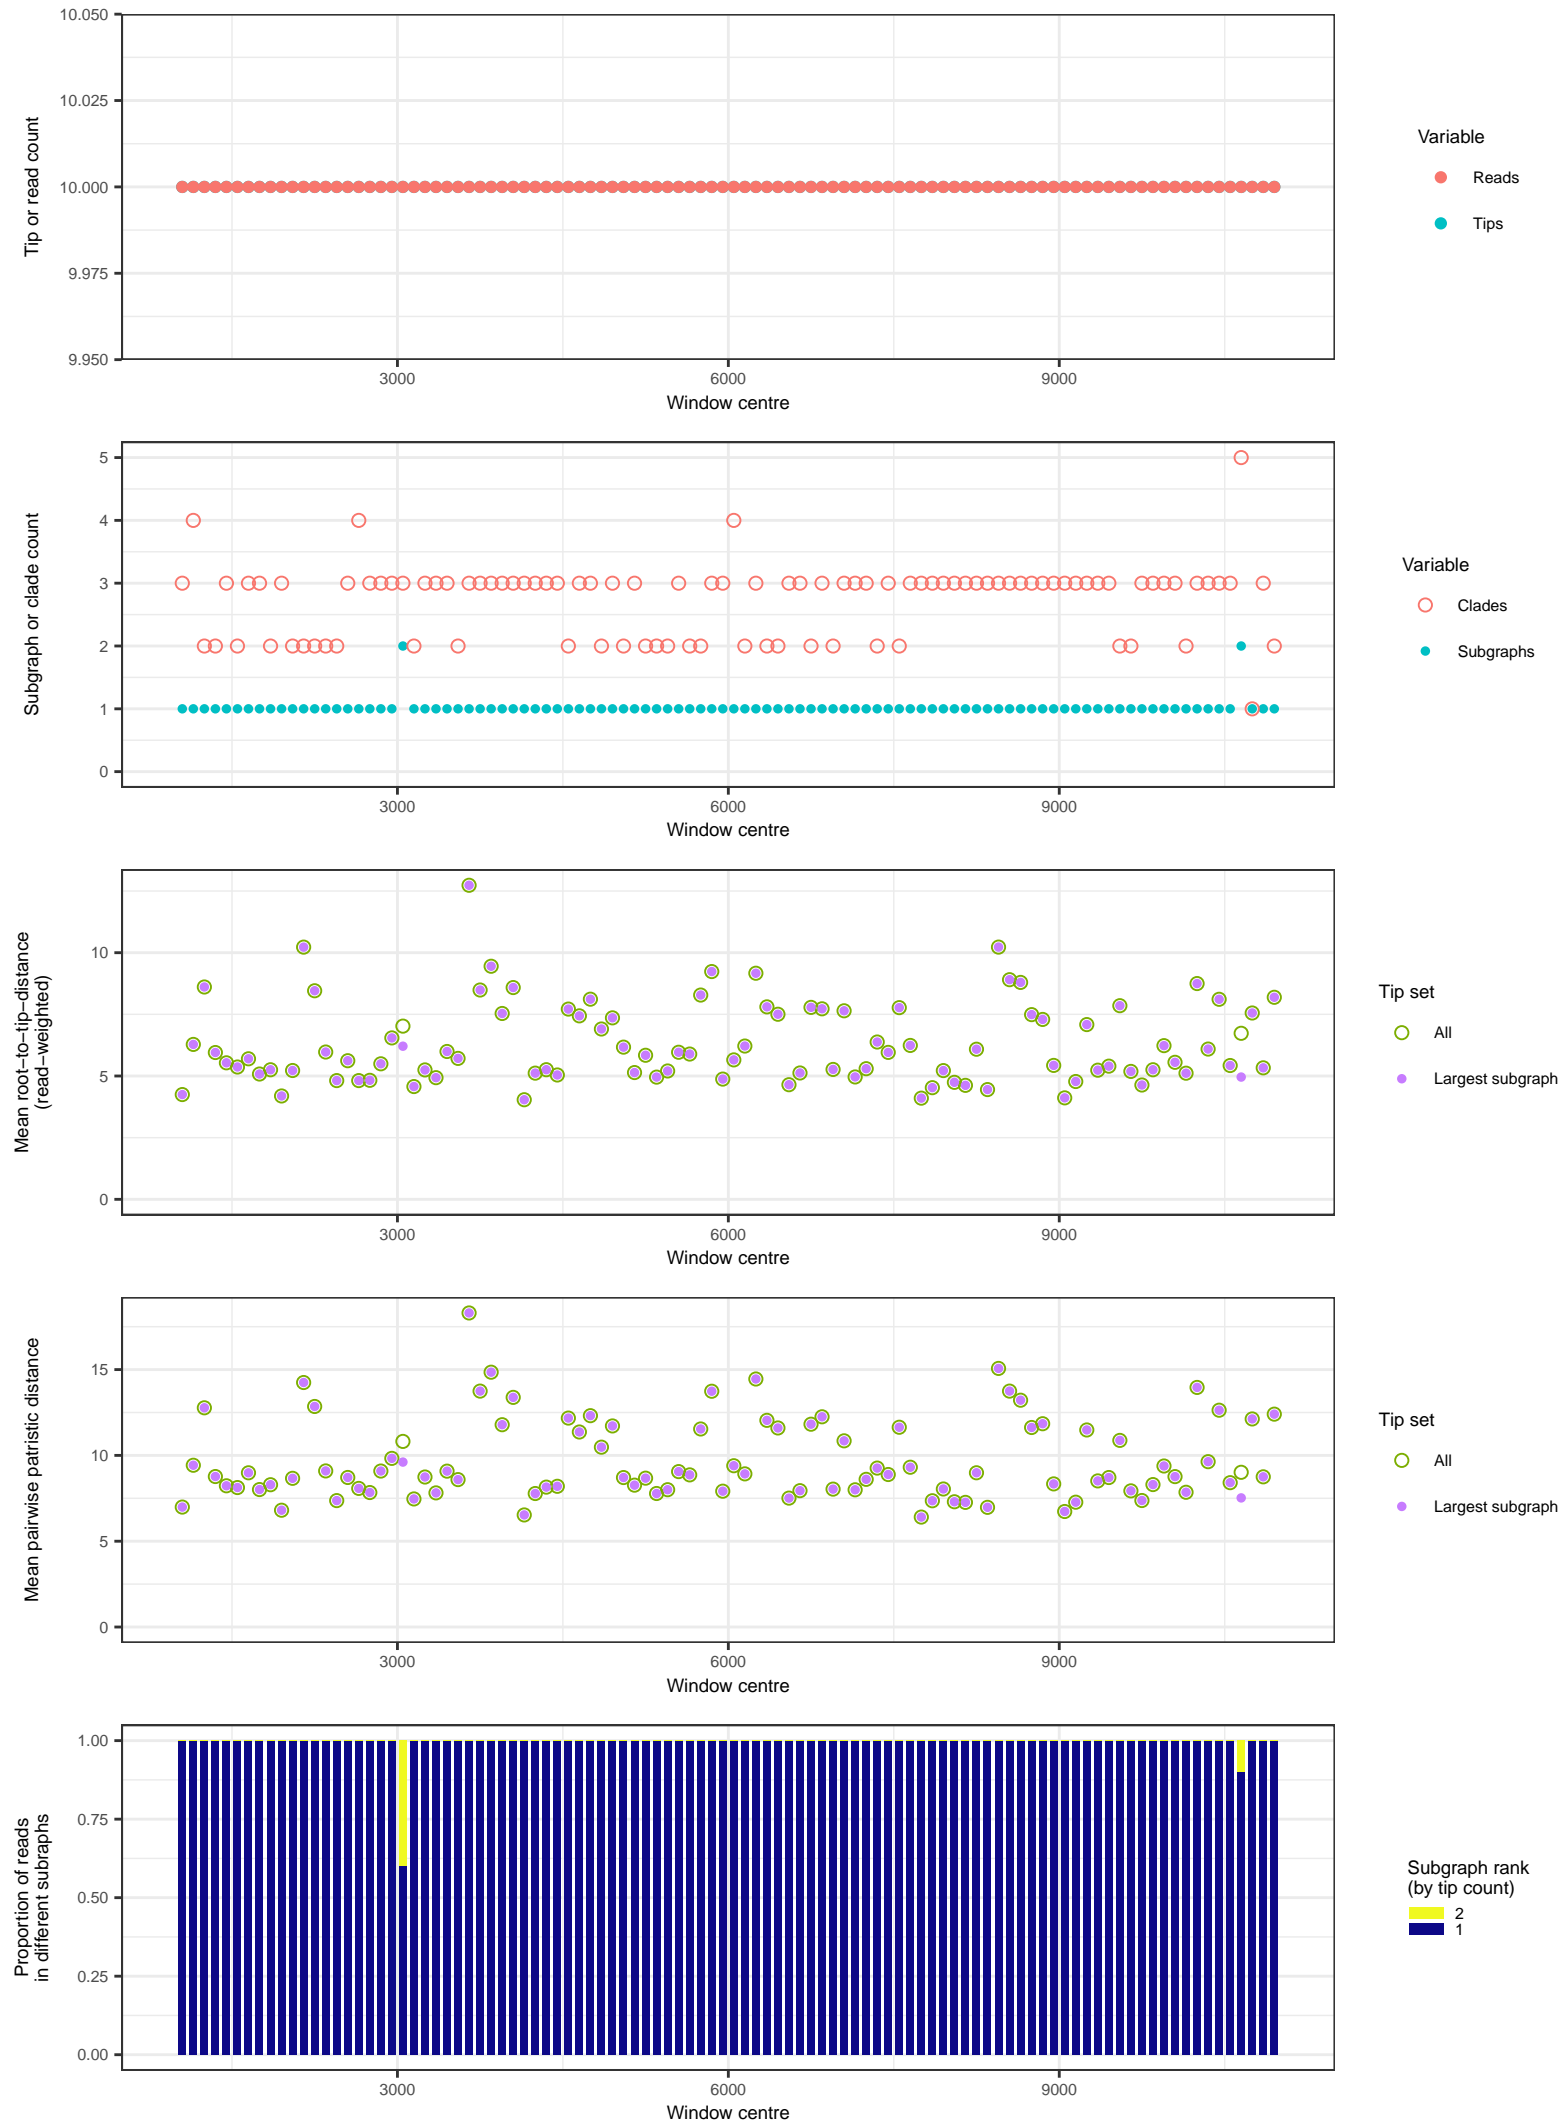 10.050
10.025
10.000
9.975
9.950
Tip or read count
3000 6000 9000
Window centre
Variable
Reads
Tips
5
4
3
2
1
0
Subgraph or clade count
3000 6000 9000
Window centre
Variable
Clades
Subgraphs
10
5
0
Mean root−to−tip−distance
(read−weighted)
3000 6000 9000
Window centre
Tip set
All
Largest subgraph
15
10
5
0
Mean pairwise patristic distance
3000 6000 9000
Window centre
Tip set
All
Largest subgraph
1.00
0.75
0.50
0.25
0.00
Proportion of reads
in different subraphs
3000 6000 9000
Window centre
Subgraph rank
(by tip count)
2
1